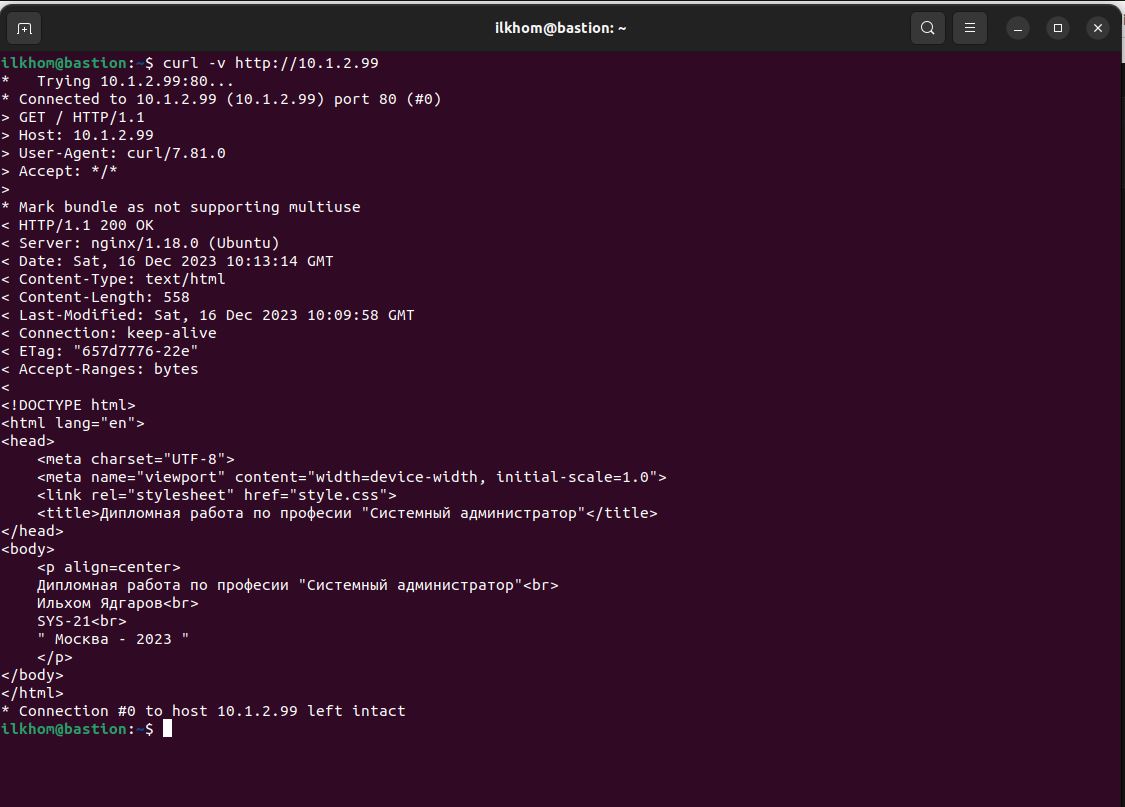 ilkhom@bastion: ~
ilkhom@bastion:~$ curl -v http://10.1.2.99
*   Trying 10.1.2.99:80...
* Connected to 10.1.2.99 (10.1.2.99) port 80 (#0)
> GET / HTTP/1.1
> Host: 10.1.2.99
> User-Agent: curl/7.81.0
> Accept: */*
>
* Mark bundle as not supporting multiuse
< HTTP/1.1 200 OK
< Server: nginx/1.18.0 (Ubuntu)
< Date: Sat, 16 Dec 2023 10:13:14 GMT
< Content-Type: text/html
< Content-Length: 558
< Last-Modified: Sat, 16 Dec 2023 10:09:58 GMT
< Connection: keep-alive
< ETag: "657d7776-22e"
< Accept-Ranges: bytes
<
<!DOCTYPE html>
<html lang="en">
<head>
    <meta charset="UTF-8">
    <meta name="viewport" content="width=device-width, initial-scale=1.0">
    <link rel="stylesheet" href="style.css">
    <title>Дипломная работа по професии "Системный администратор"</title>
</head>
<body>
    <p align=center>
    Дипломная работа по професии "Системный администратор"<br>
    Ильхом Ядгаров<br>
    SYS-21<br>
    " Москва - 2023 "
    </p>
</body>
</html>
* Connection #0 to host 10.1.2.99 left intact
ilkhom@bastion:~$